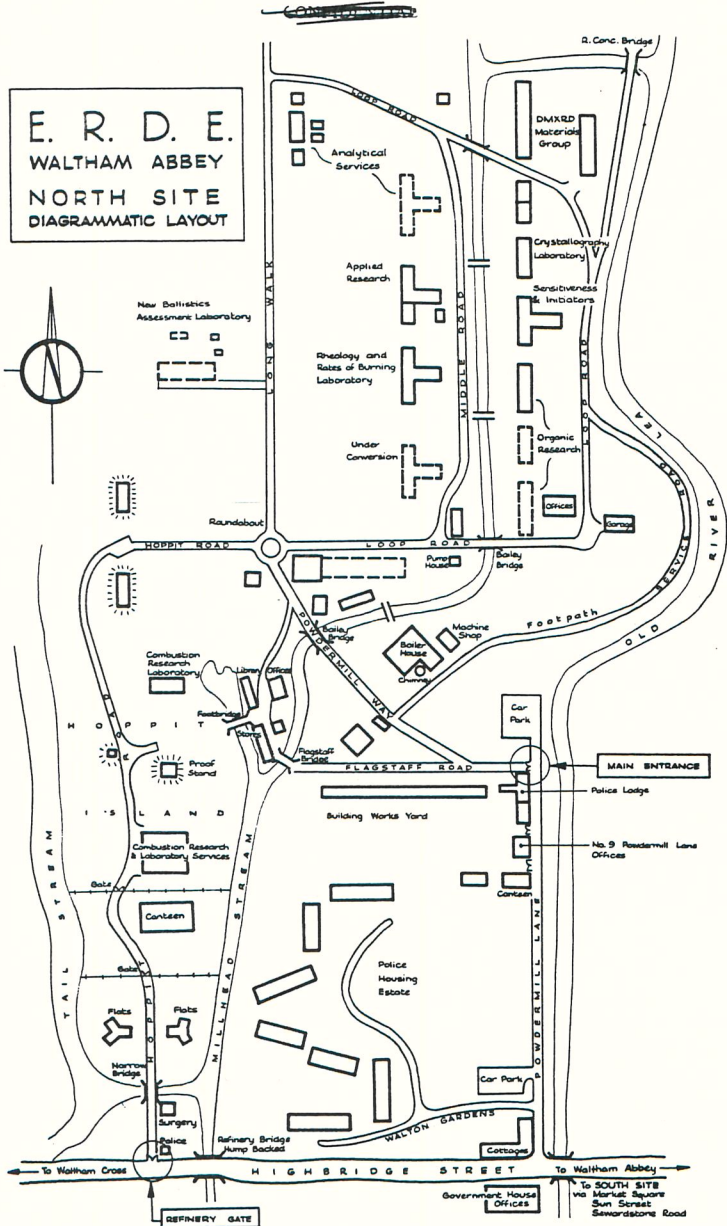 CONFIDENTIAL
R. Conc. Bridge
E. R. D. E.
WALTHAM ABBEY
NORTH SITE
DIAGRAMMATIC LAYOUT
LOOP ROAD
DMXRD
Materials
Group
Analytical
Services
Crystallography
Laboratory
Applied
Research
Sensitiveness
& Initiators
New Ballistics
Assessment Laboratory
LONG WALK
MIDDLE ROAD
LOOP ROAD
Rheology and
Rates of Burning
Laboratory
Under
Conversion
Organic
Research
Offices
Garage
OLD RIVER LEA
SERVICE ROAD
Roundabout
HOPPIT ROAD
LOOP ROAD
Pump
House
Bailey
Bridge
Footpath
Bailey
Bridge
POWDERMILL WAY
Machine
Shop
Boiler
House
Chimney
Combustion
Research
Laboratory
Library
Offices
Footbridge
Stores
Flagstaff
Bridge
Car
Park
HOPPIT
ROAD
Proof
Stand
FLAGSTAFF ROAD
MAIN ENTRANCE
Police Lodge
Building Works Yard
ISLAND
No. 9 Powdermill Lane
Offices
Combustion Research
& Laboratory Services
Canteen
Gate
Canteen
TAIL STREAM
MILLHEAD STREAM
POWDERMILL LANE
Police
Housing
Estate
Gate
HOPPIT
Flats
Flats
Narrow
Bridge
Car Park
Surgery
WALTON GARDENS
Police
Refinery Bridge
Hump Backed
Cottages
To Waltham Cross
HIGHBRIDGE STREET
To Waltham Abbey
To SOUTH SITE
via Market Square
Sun Street
Sewardstone Road
Government House
Offices
REFINERY GATE